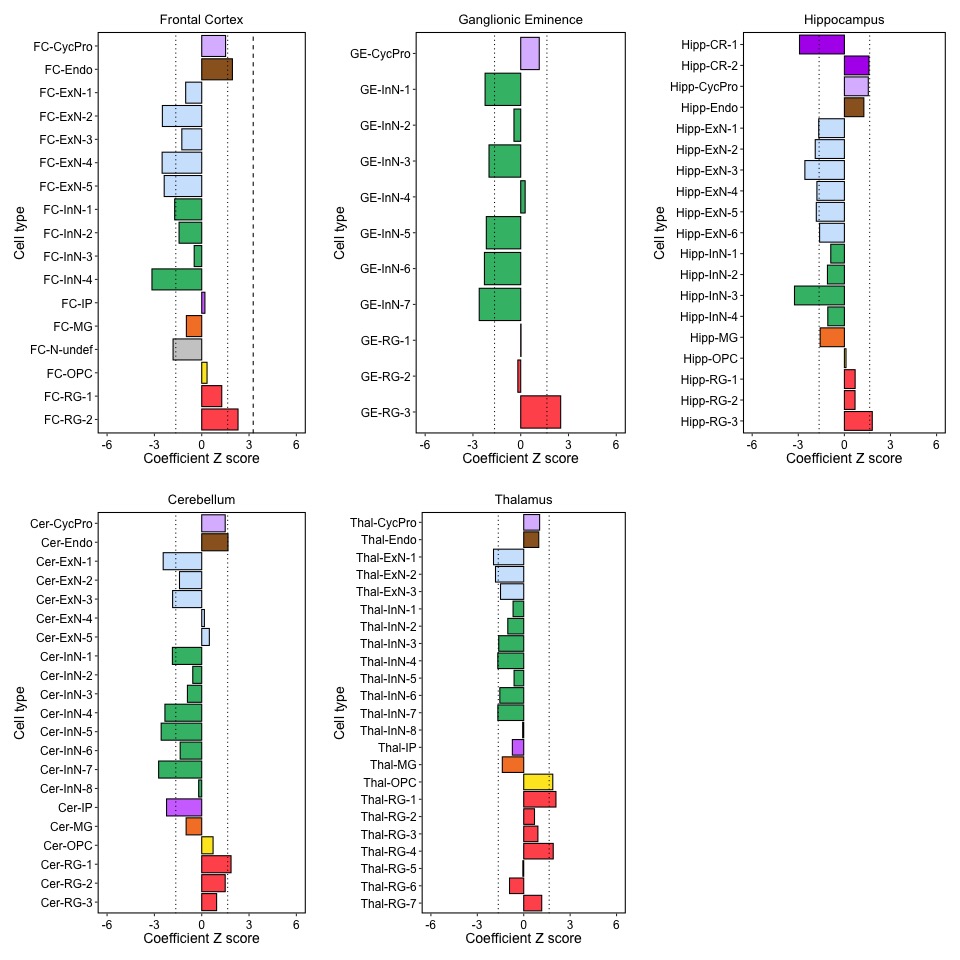 Frontal Cortex
Cell type
FC-CycPro
FC-Endo
FC-ExN-1
FC-ExN-2
FC-ExN-3
FC-ExN-4
FC-ExN-5
FC-InN-1
FC-InN-2
FC-InN-3
FC-InN-4
FC-IP
FC-MG
FC-N-undef
FC-OPC
FC-RG-1
FC-RG-2
-6 -3 0 3 6
Coefficient Z score
Ganglionic Eminence
Cell type
GE-CycPro
GE-InN-1
GE-InN-2
GE-InN-3
GE-InN-4
GE-InN-5
GE-InN-6
GE-InN-7
GE-RG-1
GE-RG-2
GE-RG-3
-6 -3 0 3 6
Coefficient Z score
Hippocampus
Cell type
Hipp-CR-1
Hipp-CR-2
Hipp-CycPro
Hipp-Endo
Hipp-ExN-1
Hipp-ExN-2
Hipp-ExN-3
Hipp-ExN-4
Hipp-ExN-5
Hipp-ExN-6
Hipp-InN-1
Hipp-InN-2
Hipp-InN-3
Hipp-InN-4
Hipp-MG
Hipp-OPC
Hipp-RG-1
Hipp-RG-2
Hipp-RG-3
-6 -3 0 3 6
Coefficient Z score
Cerebellum
Cell type
Cer-CycPro
Cer-Endo
Cer-ExN-1
Cer-ExN-2
Cer-ExN-3
Cer-ExN-4
Cer-ExN-5
Cer-InN-1
Cer-InN-2
Cer-InN-3
Cer-InN-4
Cer-InN-5
Cer-InN-6
Cer-InN-7
Cer-InN-8
Cer-IP
Cer-MG
Cer-OPC
Cer-RG-1
Cer-RG-2
Cer-RG-3
-6 -3 0 3 6
Coefficient Z score
Thalamus
Cell type
Thal-CycPro
Thal-Endo
Thal-ExN-1
Thal-ExN-2
Thal-ExN-3
Thal-InN-1
Thal-InN-2
Thal-InN-3
Thal-InN-4
Thal-InN-5
Thal-InN-6
Thal-InN-7
Thal-InN-8
Thal-IP
Thal-MG
Thal-OPC
Thal-RG-1
Thal-RG-2
Thal-RG-3
Thal-RG-4
Thal-RG-5
Thal-RG-6
Thal-RG-7
-6 -3 0 3 6
Coefficient Z score